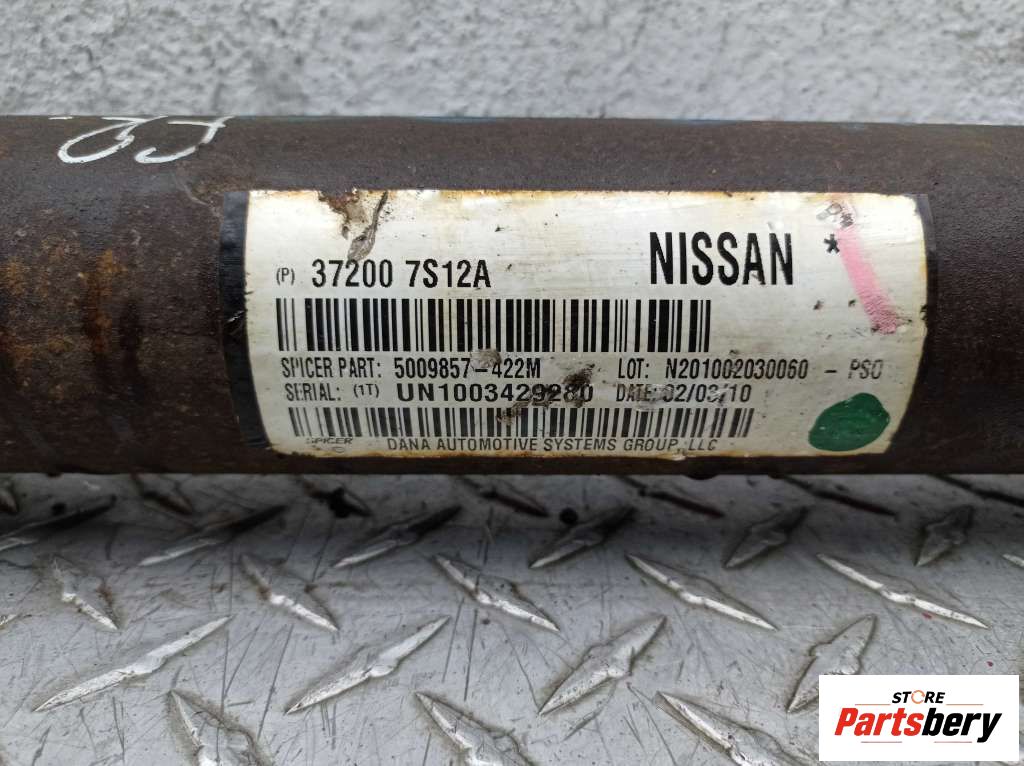 (P) 37200 7S12A
NISSAN *
SPICER PART: 5009857-422M LOT: N201002030060 - PSO
SERIAL: (1T) UN1003429280 DATE: 02/03/10
SPICER DANA AUTOMOTIVE SYSTEMS GROUP, LLC
STORE
Partsbery